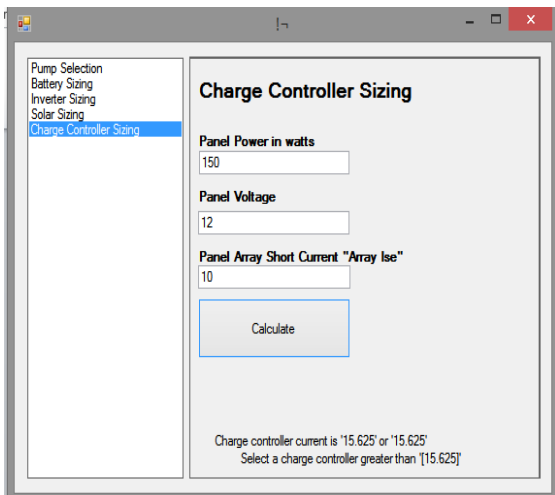 Pump Selection
Battery Sizing
Inverter Sizing
Solar Sizing
Charge Controller Sizing
Charge Controller Sizing
Panel Power in watts
150
Panel Voltage
12
Panel Array Short Current "Array Ise"
10
Calculate
Charge controller current is '15.625' or '15.625'
Select a charge controller greater than '[15.625]'